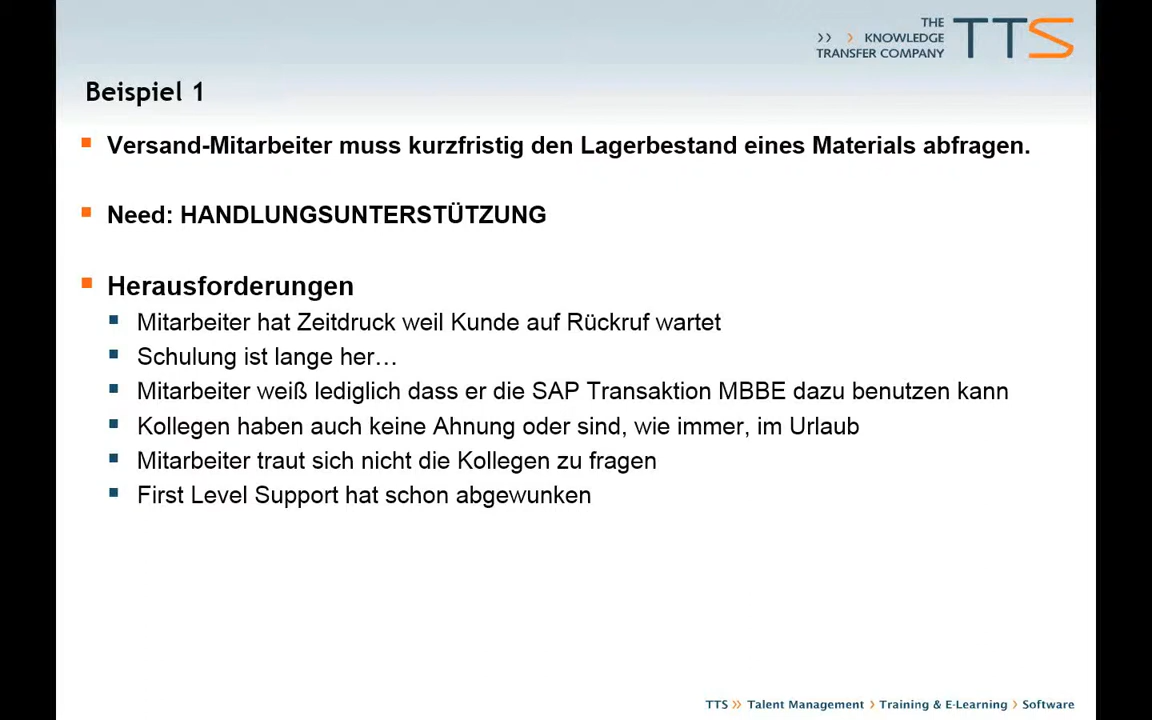 THE
>> > KNOWLEDGE
TRANSFER COMPANY
TTS
Beispiel 1
Versand-Mitarbeiter muss kurzfristig den Lagerbestand eines Materials abfragen.
Need: HANDLUNGSUNTERSTÜTZUNG
Herausforderungen
Mitarbeiter hat Zeitdruck weil Kunde auf Rückruf wartet
Schulung ist lange her…
Mitarbeiter weiß lediglich dass er die SAP Transaktion MBBE dazu benutzen kann
Kollegen haben auch keine Ahnung oder sind, wie immer, im Urlaub
Mitarbeiter traut sich nicht die Kollegen zu fragen
First Level Support hat schon abgewunken
TTS >> Talent Management > Training & E-Learning > Software